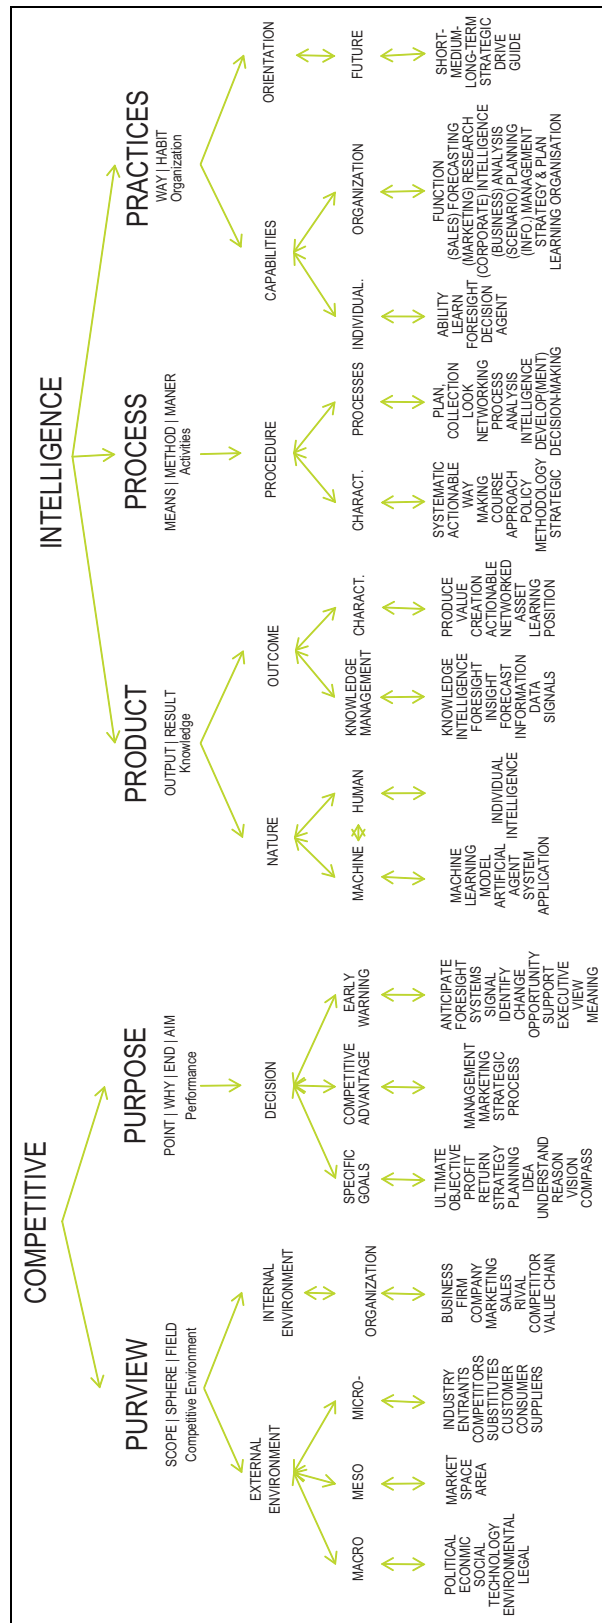 COMPETITIVE
INTELLIGENCE
PURVIEW
SCOPE | SPHERE | FIELD
Competitive Environment
PURPOSE
POINT | WHY | END | AIM
Performance
PRODUCT
OUTPUT | RESULT
Knowledge
PROCESS
MEANS | METHOD | MANER
Activities
PRACTICES
WAY | HABIT
Organization
EXTERNAL
ENVIRONMENT
INTERNAL
ENVIRONMENT
DECISION
NATURE
OUTCOME
PROCEDURE
CAPABILITIES
ORIENTATION
MACRO
MESO
MICRO-
ORGANIZATION
SPECIFIC
GOALS
COMPETITIVE
ADVANTAGE
EARLY
WARNING
MACHINE
HUMAN
KNOWLEDGE
MANAGEMENT
CHARACT.
CHARACT.
PROCESSES
INDIVIDUAL.
ORGANIZATION
FUTURE
POLITICAL
ECONMIC
SOCIAL
TECHNOLOGY
ENVIRONMENTAL
LEGAL
MARKET
SPACE
AREA
INDUSTRY
ENTRANTS
COMPETITORS
SUBSTITUTES
CUSTOMER
CONSUMER
SUPPLIERS
BUSINESS
FIRM
COMPANY
MARKETING
SALES
RIVAL
COMPETITOR
VALUE CHAIN
ULTIMATE
OBJECTIVE
PROFIT
RETURN
STRATEGY
PLANNING
IDEA
UNDERSTAND
REASON
VISION
COMPASS
MANAGEMENT
MARKETING
STRATEGIC
PROCESS
ANTICIPATE
FORESIGHT
SYSTEMS
SIGNAL
IDENTIFY
CHANGE
OPPORTUNITY
SUPPORT
EXECUTIVE
VIEW
MEANING
MACHINE
LEARNING
MODEL
ARTIFICIAL
AGENT
SYSTEM
APPLICATION
INDIVIDUAL
INTELLIGENCE
KNOWLEDGE
INTELLIGENCE
FORESIGHT
INSIGHT
FORECAST
INFORMATION
DATA
SIGNALS
PRODUCE
VALUE
CREATION
ACTIONABLE
NETWORKED
ASSET
LEARNING
POSITION
SYSTEMATIC
ACTIONABLE
WAY
MAKING
COURSE
APPROACH
POLICY
METHODOLOGY
STRATEGIC
PLAN,
COLLECTION
LOOK
NETWORKING
PROCESS
ANALYSIS
INTELLIGENCE
DEVELOP(MENT)
DECISION-MAKING
ABILITY
LEARN
FORESIGHT
DECISION
AGENT
FUNCTION
(SALES) FORECASTING
(MARKETING) RESEARCH
(CORPORATE) INTELLIGENCE
(BUSINESS) ANALYSIS
(SCENARIO) PLANNING
(INFO.) MANAGEMENT
STRATEGY & PLAN
LEARNING ORGANISATION
SHORT-
MEDIUM-
LONG-TERM
STRATEGIC
DRIVE
GUIDE